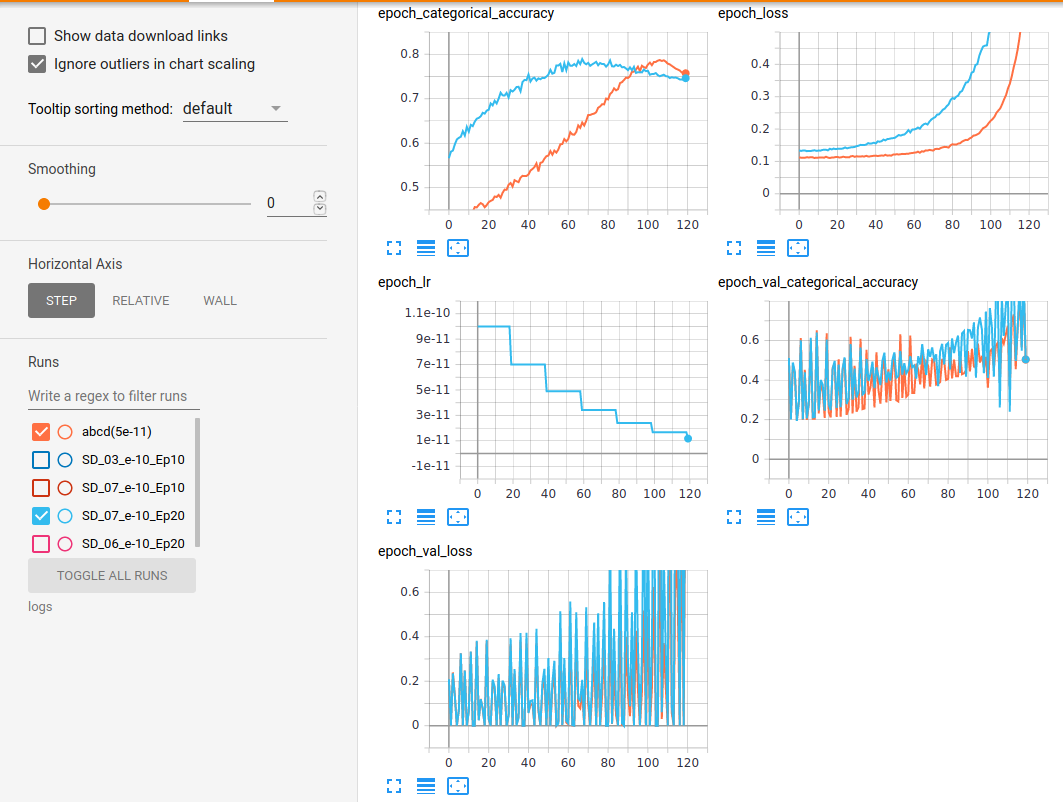 Show data download links
Ignore outliers in chart scaling
Tooltip sorting method: default
Smoothing
0
Horizontal Axis
STEP RELATIVE WALL
Runs
Write a regex to filter runs
abcd(5e-11)
SD_03_e-10_Ep10
SD_07_e-10_Ep10
SD_07_e-10_Ep20
SD_06_e-10_Ep20
TOGGLE ALL RUNS
logs
epoch_categorical_accuracy
0.8
0.7
0.6
0.5
0 20 40 60 80 100 120
epoch_loss
0.4
0.3
0.2
0.1
0
0 20 40 60 80 100 120
epoch_lr
1.1e-10
9e-11
7e-11
5e-11
3e-11
1e-11
-1e-11
0 20 40 60 80 100 120
epoch_val_categorical_accuracy
0.6
0.4
0.2
0
0 20 40 60 80 100 120
epoch_val_loss
0.6
0.4
0.2
0
0 20 40 60 80 100 120